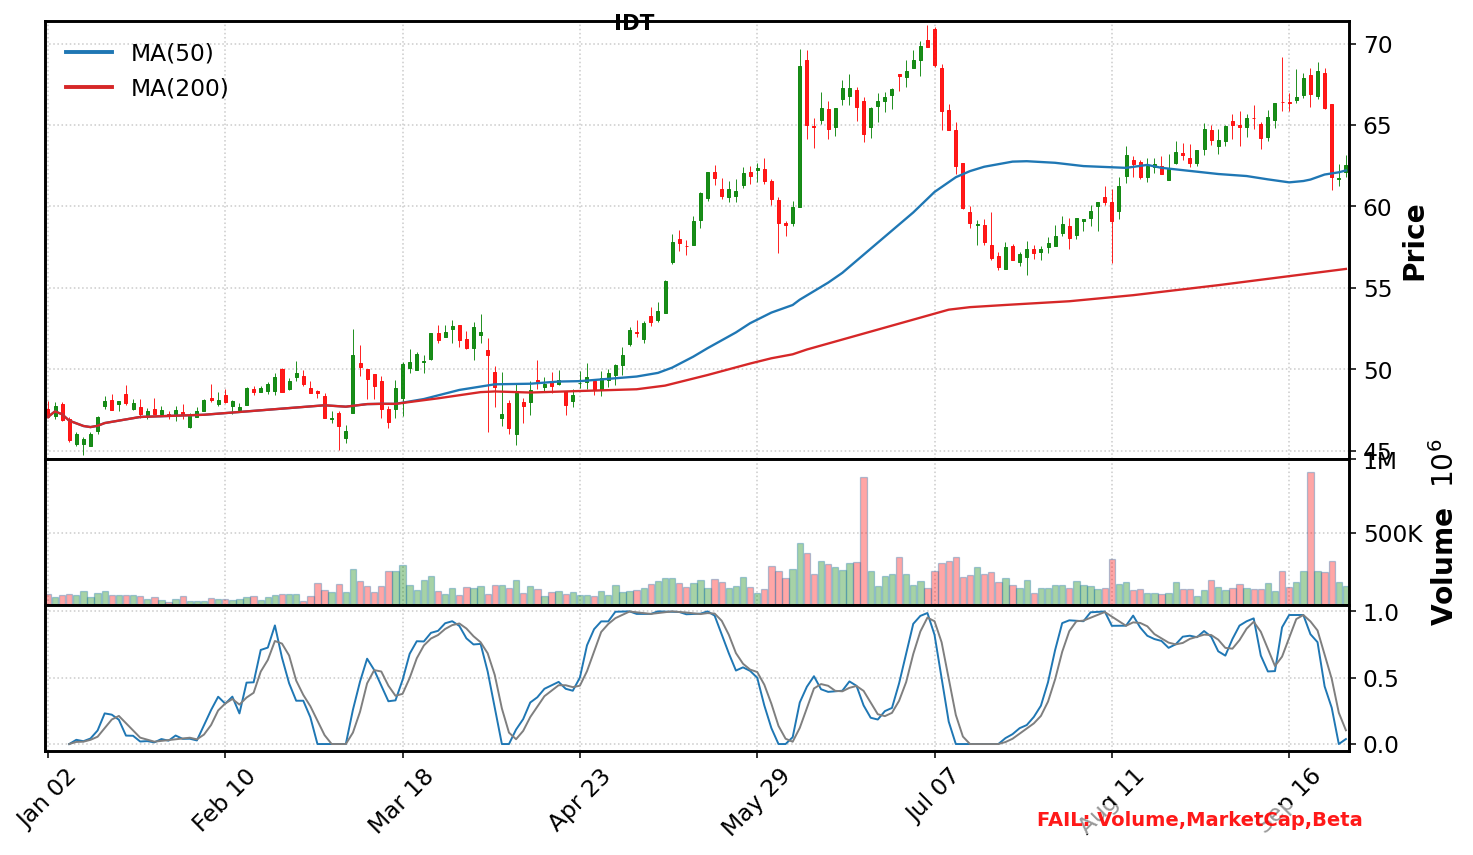 IDT
MA(50)
MA(200)
70
65
60
55
50
45
Price
1M
500K
Volume 10^6
1.0
0.5
0.0
Jan 02
Feb 10
Mar 18
Apr 23
May 29
Jul 07
Aug 11
Sep 16
FAIL: Volume,MarketCap,Beta